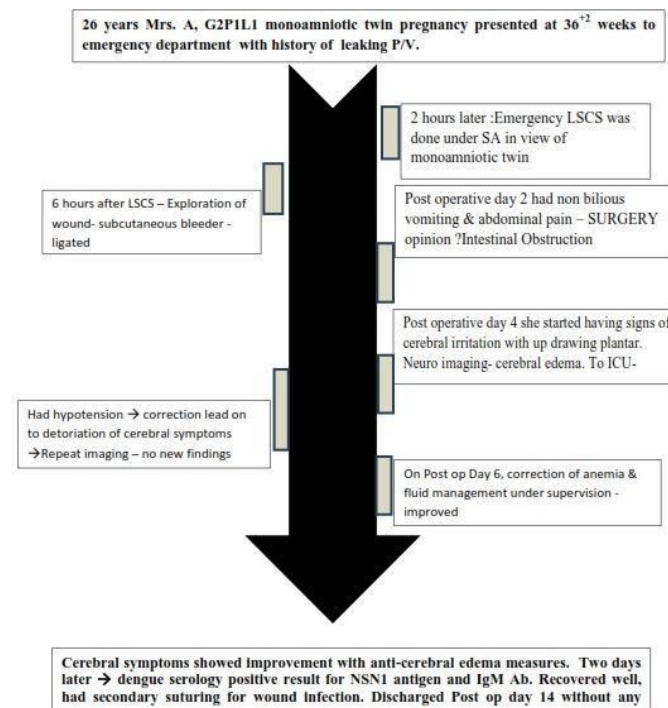 26 years Mrs. A, G2P1L1 monoamniotic twin pregnancy presented at 36+2 weeks to
emergency department with history of leaking P/V.
2 hours later :Emergency LSCS was
done under SA in view of
monoamniotic twin
6 hours after LSCS – Exploration of
wound- subcutaneous bleeder -
ligated
Post operative day 2 had non bilious
vomiting & abdominal pain – SURGERY
opinion ?Intestinal Obstruction
Post operative day 4 she started having signs of
cerebral irritation with up drawing plantar.
Neuro imaging- cerebral edema. To ICU-
Had hypotension → correction lead on
to detoriation of cerebral symptoms
→Repeat imaging – no new findings
On Post op Day 6, correction of anemia &
fluid management under supervision -
improved
Cerebral symptoms showed improvement with anti-cerebral edema measures. Two days
later → dengue serology positive result for NSN1 antigen and IgM Ab. Recovered well,
had secondary suturing for wound infection. Discharged Post op day 14 without any